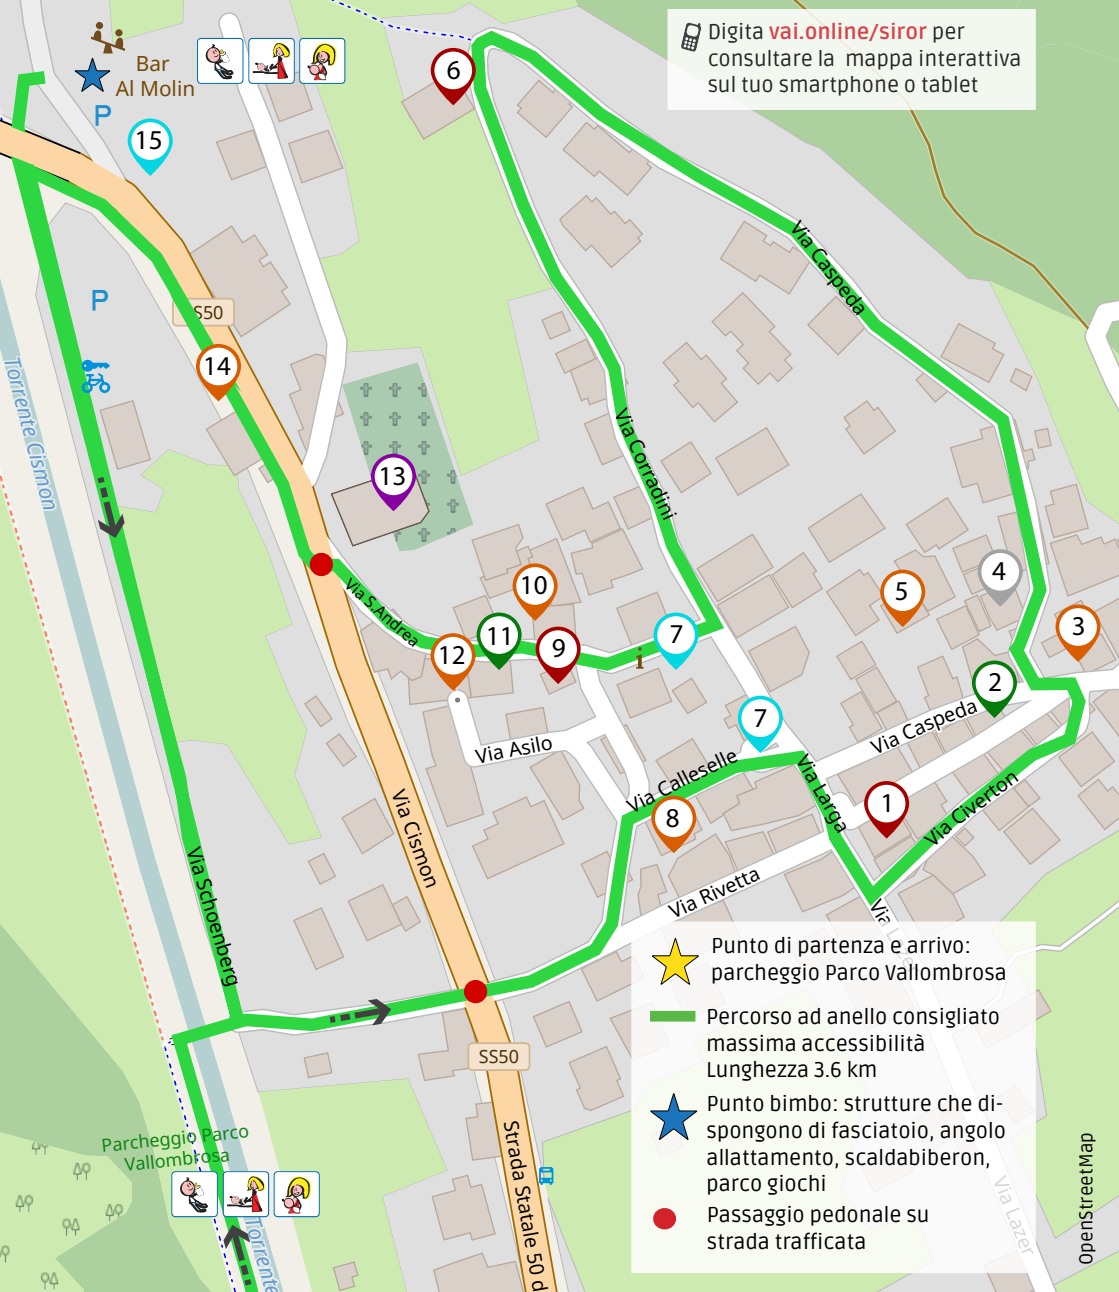 Digita vai.online/siror per
consultare la mappa interattiva
sul tuo smartphone o tablet
Bar
Al Molin
P
15
6
Via Caspeda
P
SS50
14
Torrente Cismon
Via Corradini
13
4
5
3
10
Via S.Andrea
11
7
12
9
i
2
Via Caspeda
7
Via Asilo
Via Calleselle
Via Larga
1
8
Via Civerton
Via Cismon
Via Rivetta
Via Schoenberg
Punto di partenza e arrivo:
parcheggio Parco Vallombrosa
Percorso ad anello consigliato
massima accessibilità
Lunghezza 3.6 km
Punto bimbo: strutture che di-
spongono di fasciatoio, angolo
allattamento, scaldabiberon,
parco giochi
Passaggio pedonale su
strada trafficata
SS50
Parcheggio Parco
Vallombrosa
Strada Statale 50 d
Torrente
Via Lazer
Via Lazer
OpenStreetMap